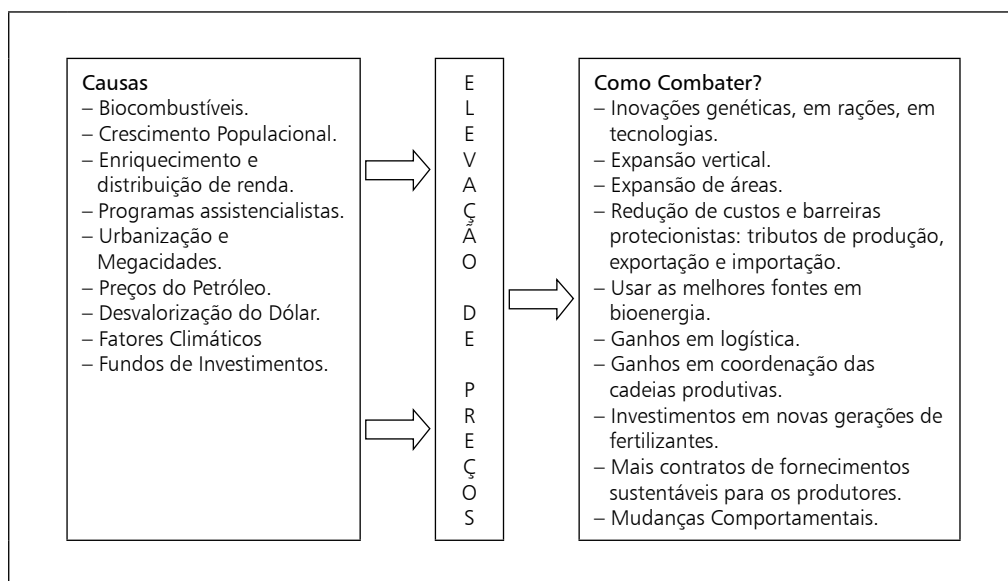 Causas
– Biocombustíveis.
– Crescimento Populacional.
– Enriquecimento e
distribuição de renda.
– Programas assistencialistas.
– Urbanização e
Megacidades.
– Preços do Petróleo.
– Desvalorização do Dólar.
– Fatores Climáticos
– Fundos de Investimentos.
E
L
E
V
A
Ç
Ã
O
D
E
P
R
E
Ç
O
S
Como Combater?
– Inovações genéticas, em rações, em
tecnologias.
– Expansão vertical.
– Expansão de áreas.
– Redução de custos e barreiras
protecionistas: tributos de produção,
exportação e importação.
– Usar as melhores fontes em
bioenergia.
– Ganhos em logística.
– Ganhos em coordenação das
cadeias produtivas.
– Investimentos em novas gerações de
fertilizantes.
– Mais contratos de fornecimentos
sustentáveis para os produtores.
– Mudanças Comportamentais.